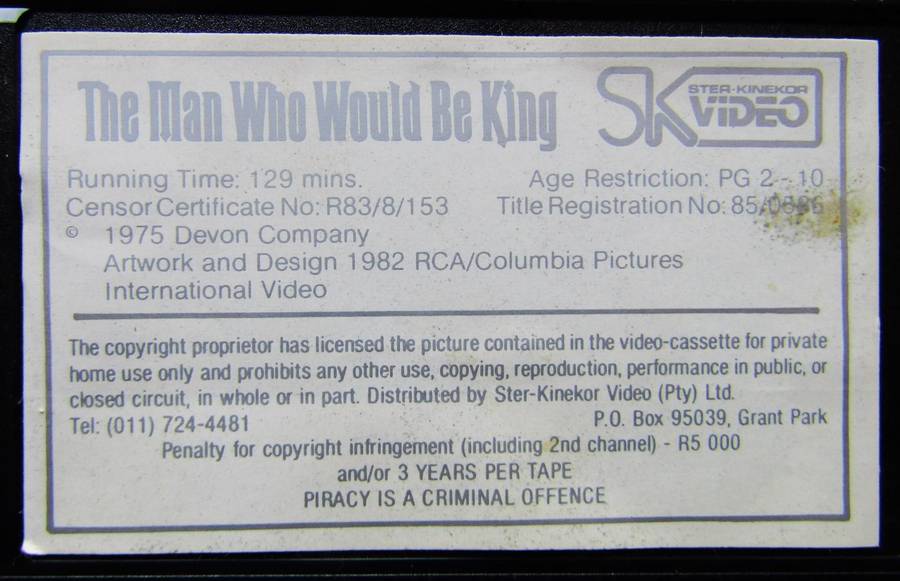 The Man Who Would Be King
SK STER-KINEKOR VIDEO
Running Time: 129 mins. Age Restriction: PG 2 - 10
Censor Certificate No: R83/8/153 Title Registration No:
© 1975 Devon Company
Artwork and Design 1982 RCA/Columbia Pictures
International Video
The copyright proprietor has licensed the picture contained in the video-cassette for private
home use only and prohibits any other use, copying, reproduction, performance in public, or
closed circuit, in whole or in part. Distributed by Ster-Kinekor Video (Pty) Ltd.
Tel: (011) 724-4481 P.O. Box 95039, Grant Park
Penalty for copyright infringement (including 2nd channel) - R5 000
and/or 3 YEARS PER TAPE
PIRACY IS A CRIMINAL OFFENCE